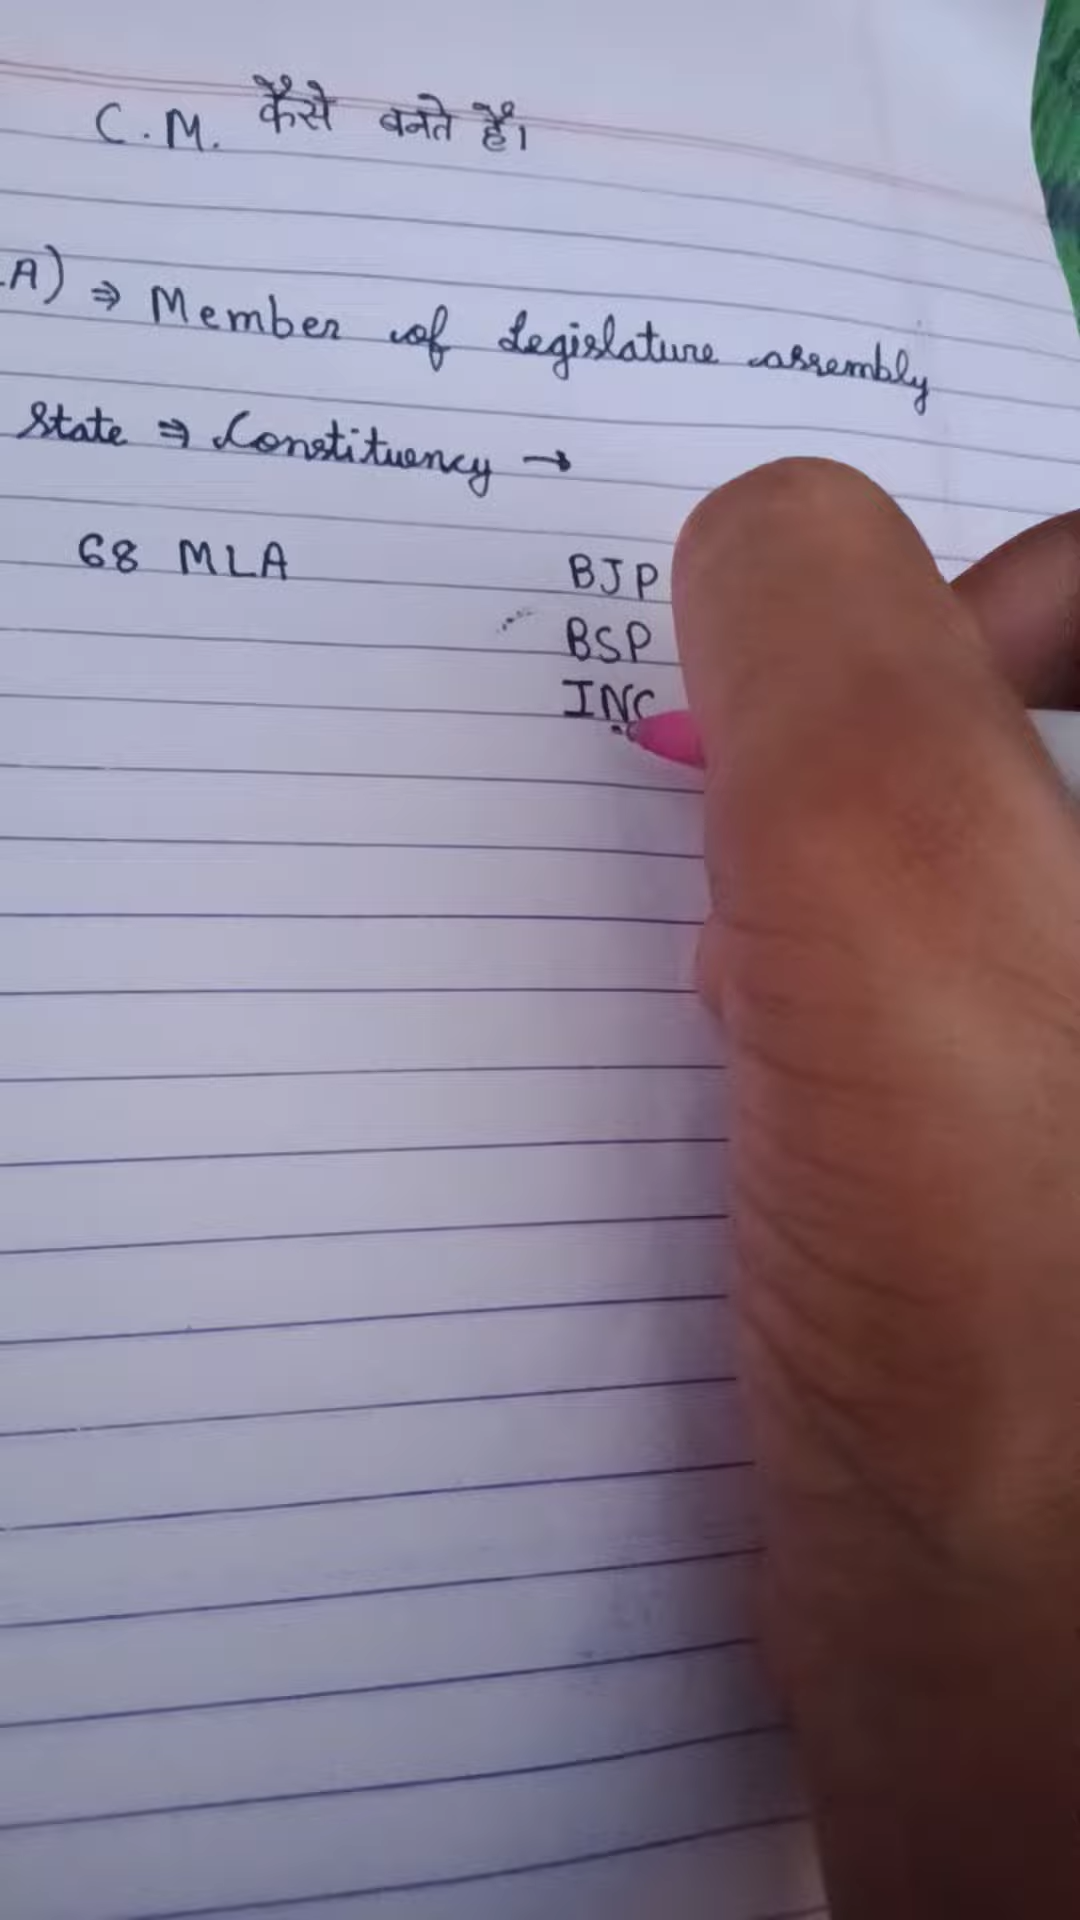 C.M. कैसे बनते हैं।
A) ⇒ Member of Legislature assembly
State ⇒ Constituency →
68 MLA BJP
BSP
INC